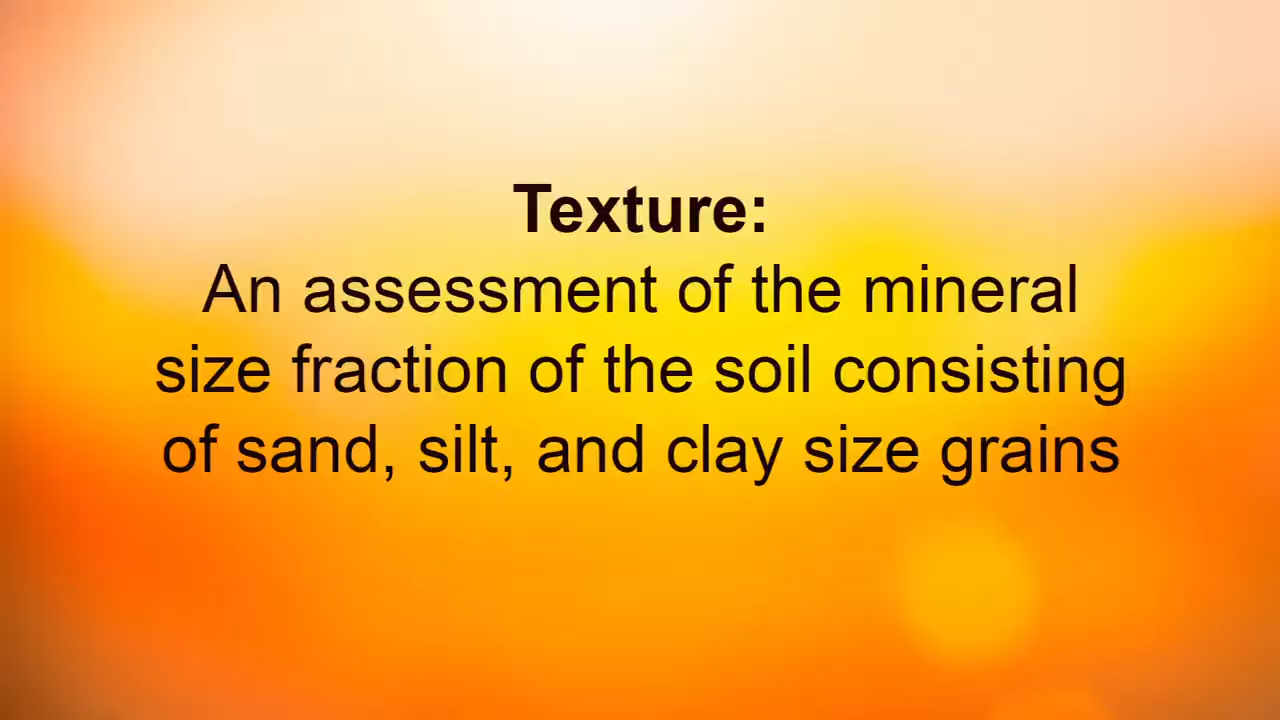 Texture:
An assessment of the mineral
size fraction of the soil consisting
of sand, silt, and clay size grains